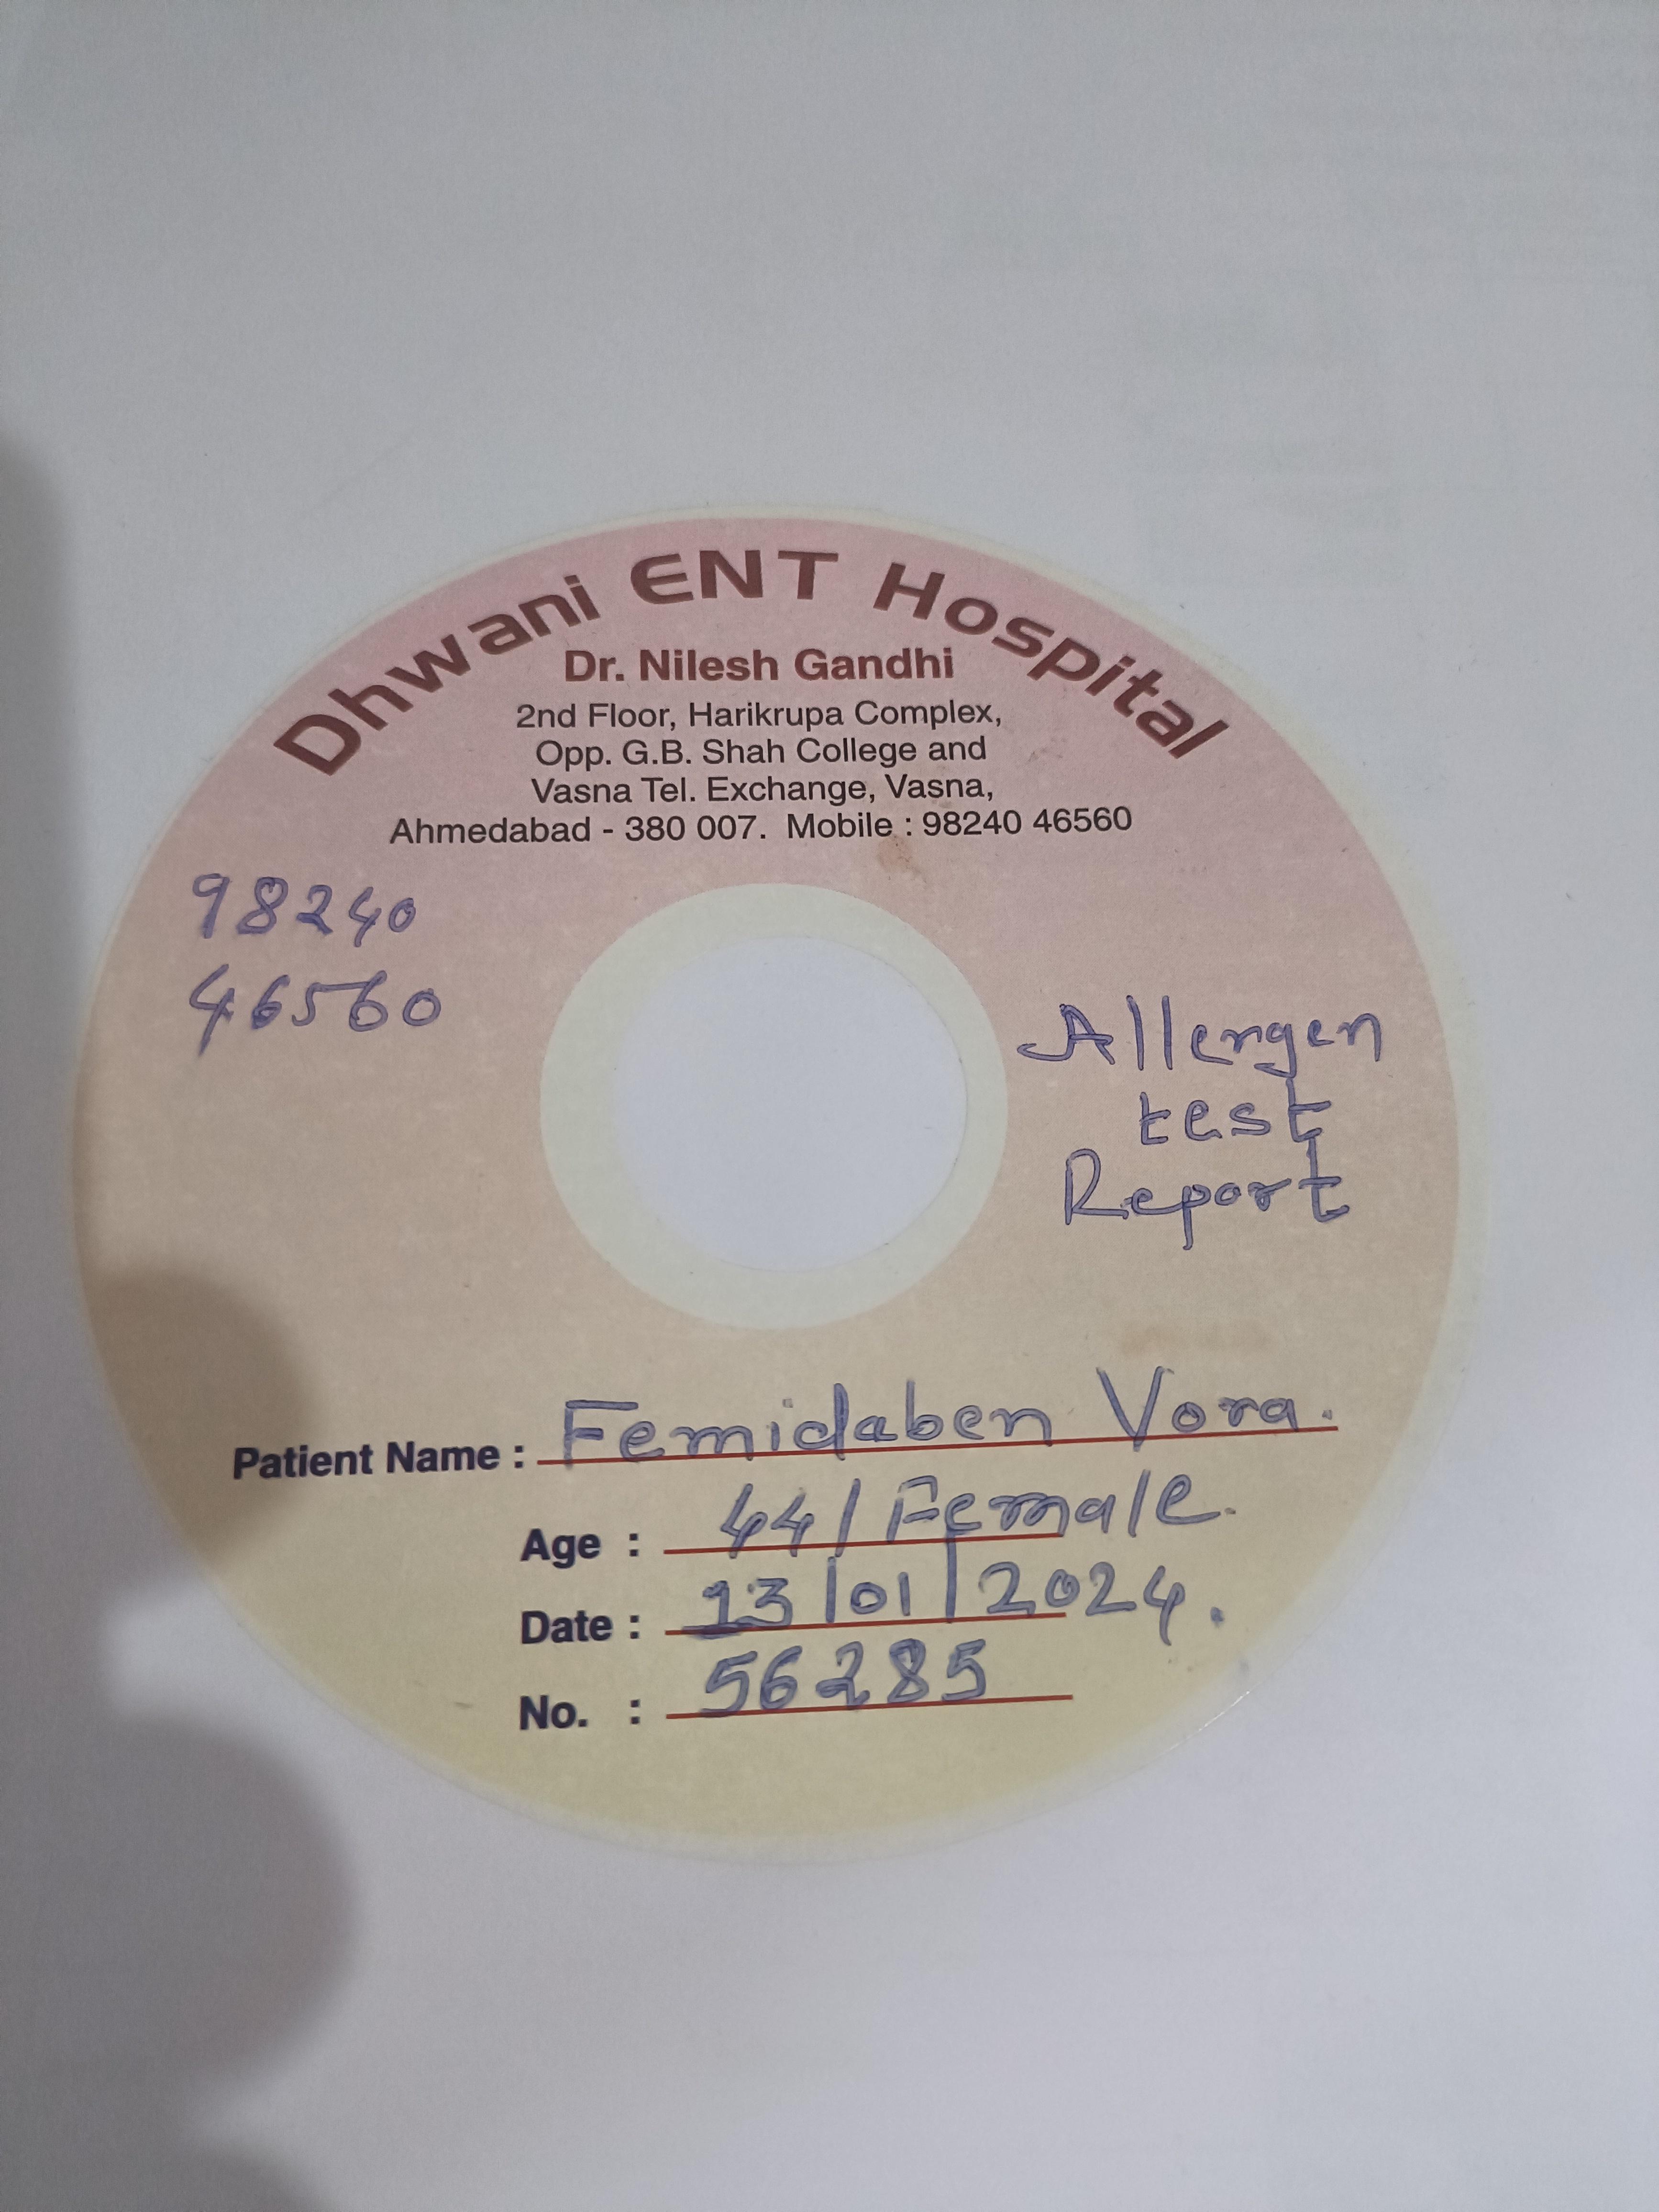 Dhwani ENT Hospital
Dr. Nilesh Gandhi
2nd Floor, Harikrupa Complex,
Opp. G.B. Shah College and
Vasna Tel. Exchange, Vasna,
Ahmedabad - 380 007. Mobile : 98240 46560
98240
46560
Allergen
test
Report
Patient Name : Femidaben Vora.
Age : 44/Female.
Date : 13/01/2024.
No. : 56285